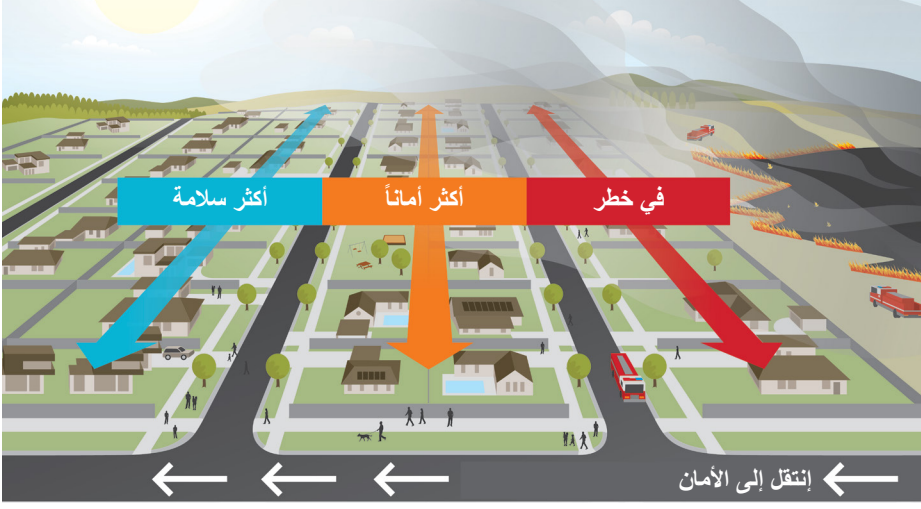 في خطر
أكثر أماناً
أكثر سلامة
إنتقل إلى الأمان